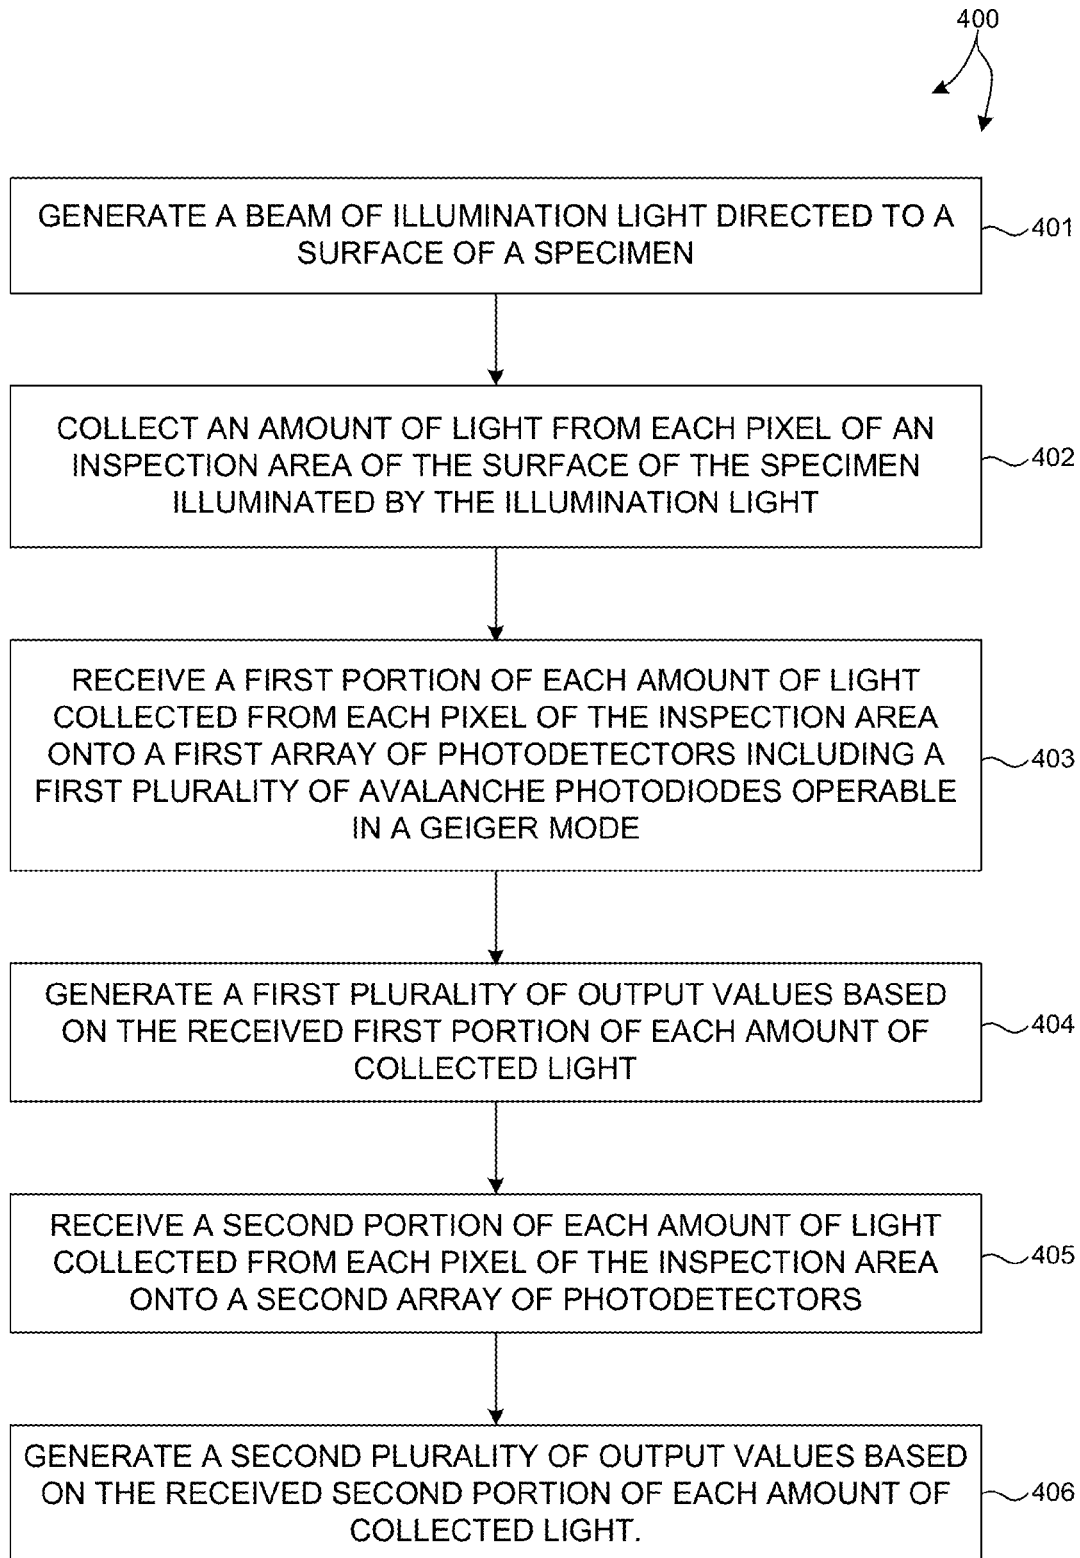 400
GENERATE A BEAM OF ILLUMINATION LIGHT DIRECTED TO A
SURFACE OF A SPECIMEN
401
COLLECT AN AMOUNT OF LIGHT FROM EACH PIXEL OF AN
INSPECTION AREA OF THE SURFACE OF THE SPECIMEN
ILLUMINATED BY THE ILLUMINATION LIGHT
402
RECEIVE A FIRST PORTION OF EACH AMOUNT OF LIGHT
COLLECTED FROM EACH PIXEL OF THE INSPECTION AREA
ONTO A FIRST ARRAY OF PHOTODETECTORS INCLUDING A
FIRST PLURALITY OF AVALANCHE PHOTODIODES OPERABLE
IN A GEIGER MODE
403
GENERATE A FIRST PLURALITY OF OUTPUT VALUES BASED
ON THE RECEIVED FIRST PORTION OF EACH AMOUNT OF
COLLECTED LIGHT
404
RECEIVE A SECOND PORTION OF EACH AMOUNT OF LIGHT
COLLECTED FROM EACH PIXEL OF THE INSPECTION AREA
ONTO A SECOND ARRAY OF PHOTODETECTORS
405
GENERATE A SECOND PLURALITY OF OUTPUT VALUES BASED
ON THE RECEIVED SECOND PORTION OF EACH AMOUNT OF
COLLECTED LIGHT.
406